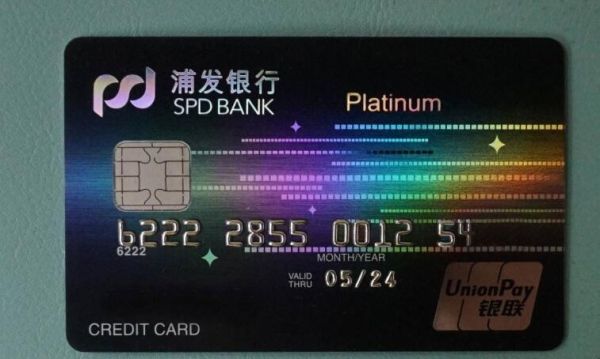 浦发银行
SPD BANK
Platinum
6222 2855 0012 54
6222
MONTH/YEAR
VALID THRU 05/24
UnionPay
银联
CREDIT CARD